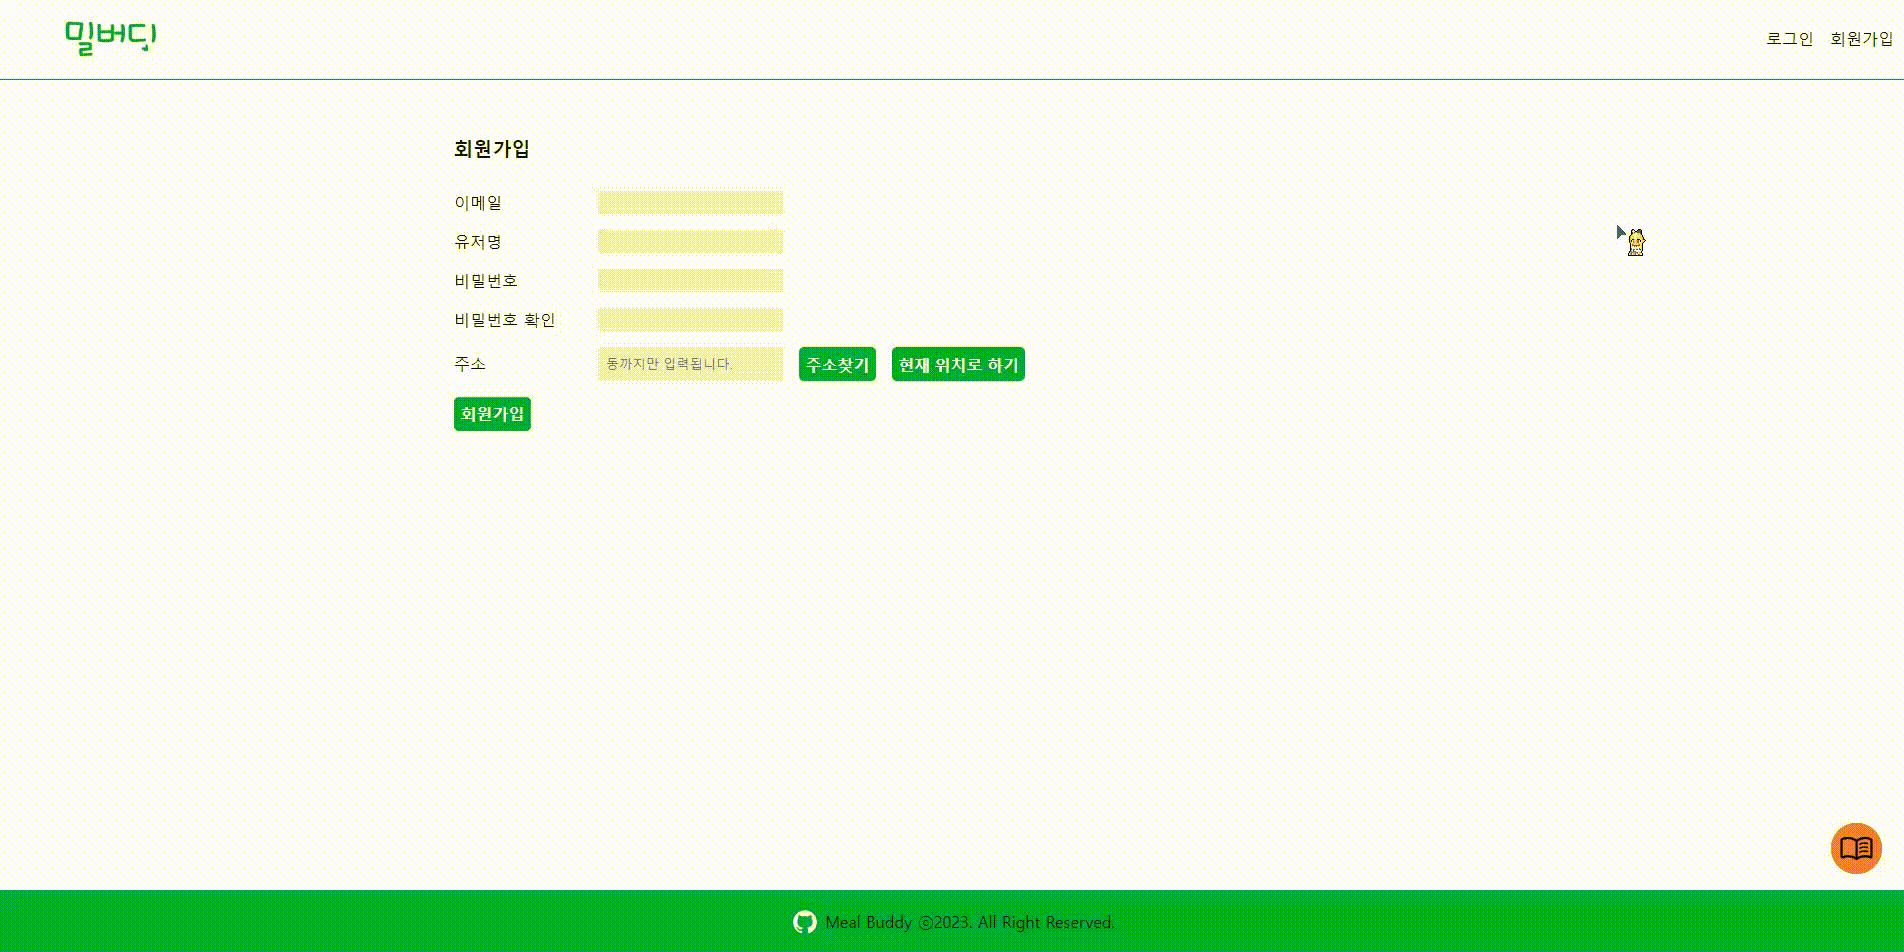 밀버딩
로그인 회원가입
회원가입
이메일
유저명
비밀번호
비밀번호 확인
주소 동까지만 입력됩니다. 주소찾기 현재 위치로 하기
회원가입
Meal Buddy ⓒ2023. All Right Reserved.